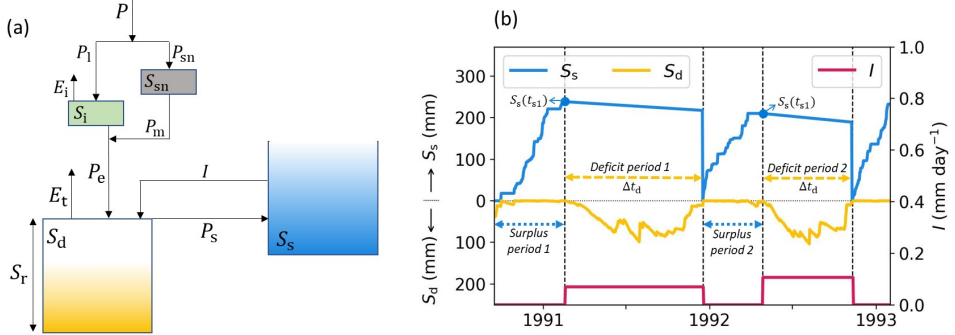 (a)
P
P_l
P_sn
E_i
S_sn
S_i
P_m
P_e
I
E_t
P_s
S_d
S_r
S_s
(b)
S_s S_d I
S_d (mm) ← → S_s (mm)
300
200
100
0
100
200
1.0
0.8
0.6
0.4
0.2
0.0
I (mm day⁻¹)
S_s(t_s1)
S_s(t_s1)
Deficit period 1
Δt_d
Deficit period 2
Δt_d
Surplus
period 1
Surplus
period 2
1991 1992 1993